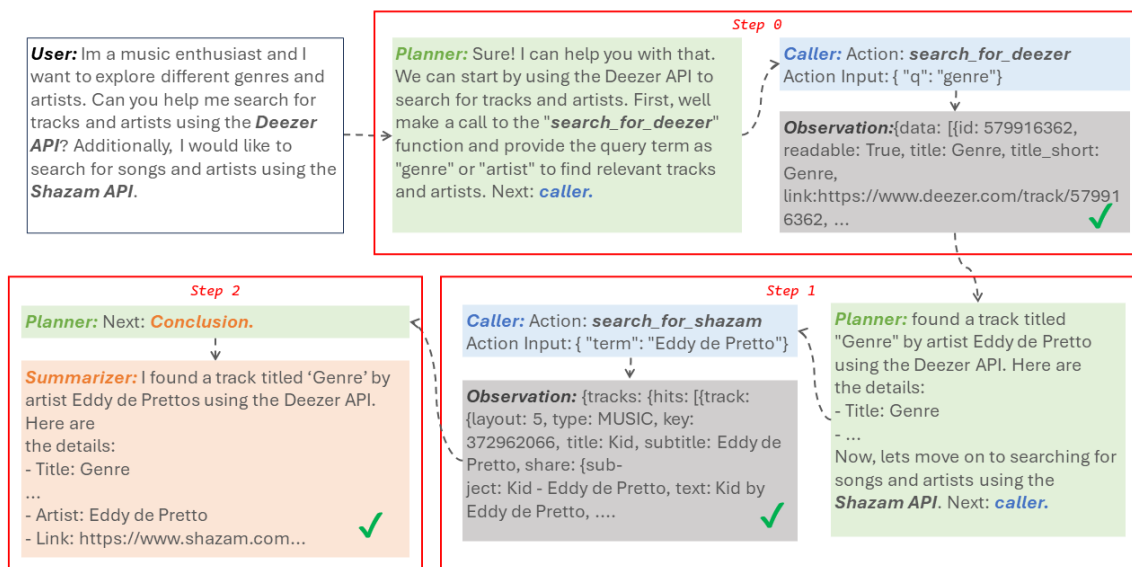 Step 0
User: Im a music enthusiast and I
want to explore different genres and
artists. Can you help me search for
tracks and artists using the Deezer
API? Additionally, I would like to
search for songs and artists using the
Shazam API.
Planner: Sure! I can help you with that.
We can start by using the Deezer API to
search for tracks and artists. First, well
make a call to the "search_for_deezer"
function and provide the query term as
"genre" or "artist" to find relevant tracks
and artists. Next: caller.
Caller: Action: search_for_deezer
Action Input: { "q": "genre"}
Observation:{data: [{id: 579916362,
readable: True, title: Genre, title_short:
Genre,
link:https://www.deezer.com/track/57991
6362, ...
Step 1
Planner: found a track titled
"Genre" by artist Eddy de Pretto
using the Deezer API. Here are
the details:
- Title: Genre
- ...
Now, lets move on to searching for
songs and artists using the
Shazam API. Next: caller.
Caller: Action: search_for_shazam
Action Input: { "term": "Eddy de Pretto"}
Observation: {tracks: {hits: [{track:
{layout: 5, type: MUSIC, key:
372962066, title: Kid, subtitle: Eddy de
Pretto, share: {sub-
ject: Kid - Eddy de Pretto, text: Kid by
Eddy de Pretto, ....
Step 2
Planner: Next: Conclusion.
Summarizer: I found a track titled ‘Genre’ by
artist Eddy de Prettos using the Deezer API.
Here are
the details:
- Title: Genre
...
- Artist: Eddy de Pretto
- Link: https://www.shazam.com...